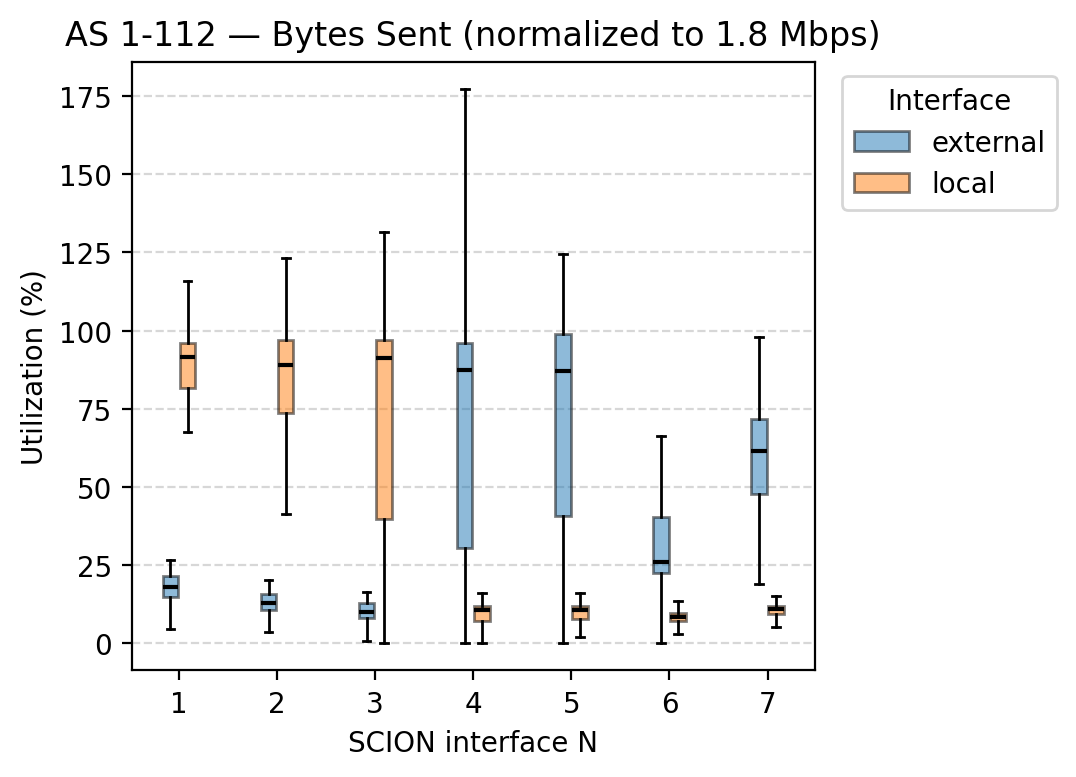 AS 1-112 — Bytes Sent (normalized to 1.8 Mbps)
Interface
external
local
Utilization (%)
175
150
125
100
75
50
25
0
1 2 3 4 5 6 7
SCION interface N